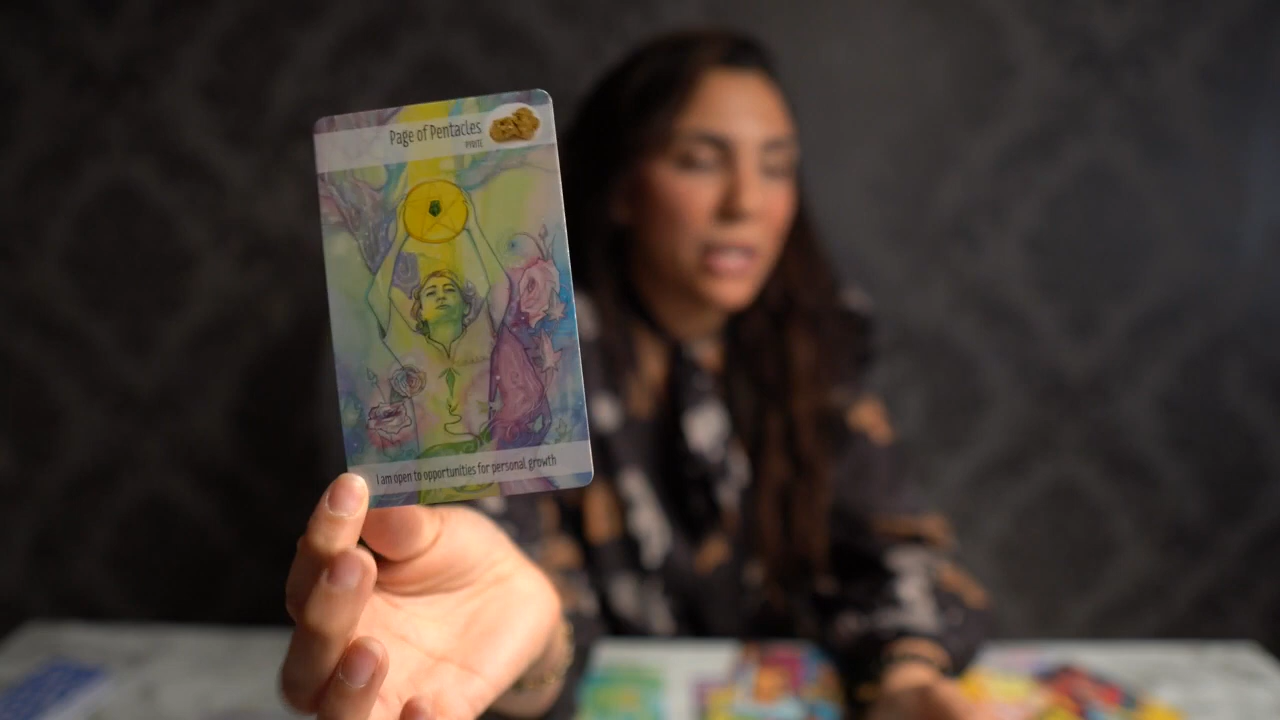 Page of Pentacles
PYRITE
I am open to opportunities for personal growth